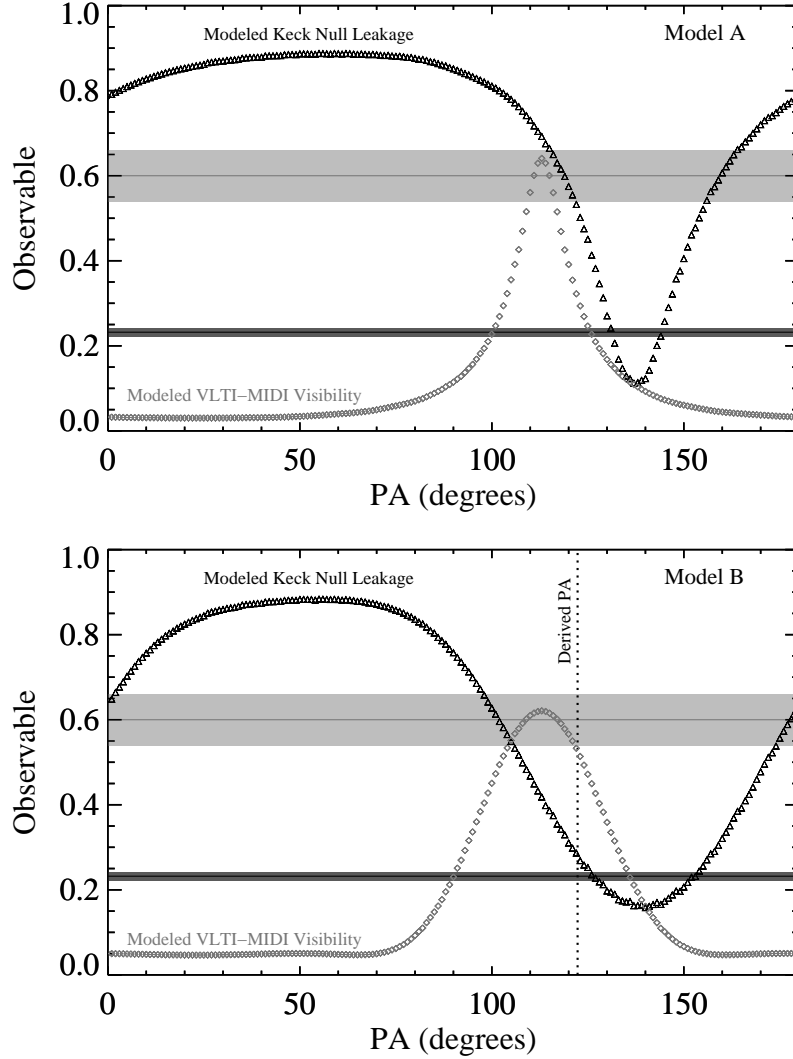 Modeled Keck Null Leakage
Model A
1.0
0.8
0.6
0.4
0.2
0.0
Observable
Modeled VLTI−MIDI Visibility
0
50
100
150
PA (degrees)
Modeled Keck Null Leakage
Model B
Derived PA
1.0
0.8
0.6
0.4
0.2
0.0
Observable
Modeled VLTI−MIDI Visibility
0
50
100
150
PA (degrees)